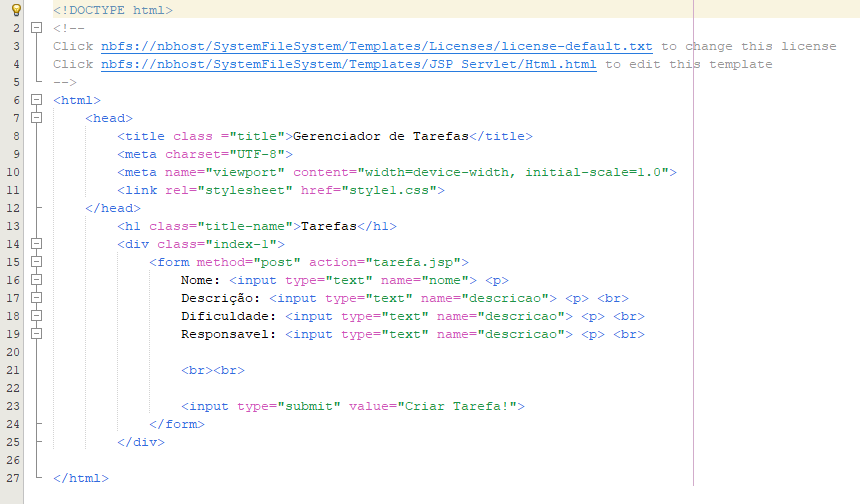 <!DOCTYPE html>
2 <!--
3 Click nbfs://nbhost/SystemFileSystem/Templates/Licenses/license-default.txt to change this license
4 Click nbfs://nbhost/SystemFileSystem/Templates/JSP_Servlet/Html.html to edit this template
5 -->
6 <html>
7 <head>
8 <title class ="title">Gerenciador de Tarefas</title>
9 <meta charset="UTF-8">
10 <meta name="viewport" content="width=device-width, initial-scale=1.0">
11 <link rel="stylesheet" href="style1.css">
12 </head>
13 <h1 class="title-name">Tarefas</h1>
14 <div class="index-1">
15 <form method="post" action="tarefa.jsp">
16 Nome: <input type="text" name="nome"> <p>
17 Descrição: <input type="text" name="descricao"> <p> <br>
18 Dificuldade: <input type="text" name="descricao"> <p> <br>
19 Responsavel: <input type="text" name="descricao"> <p> <br>
20
21 <br><br>
22
23 <input type="submit" value="Criar Tarefa!">
24 </form>
25 </div>
26
27 </html>